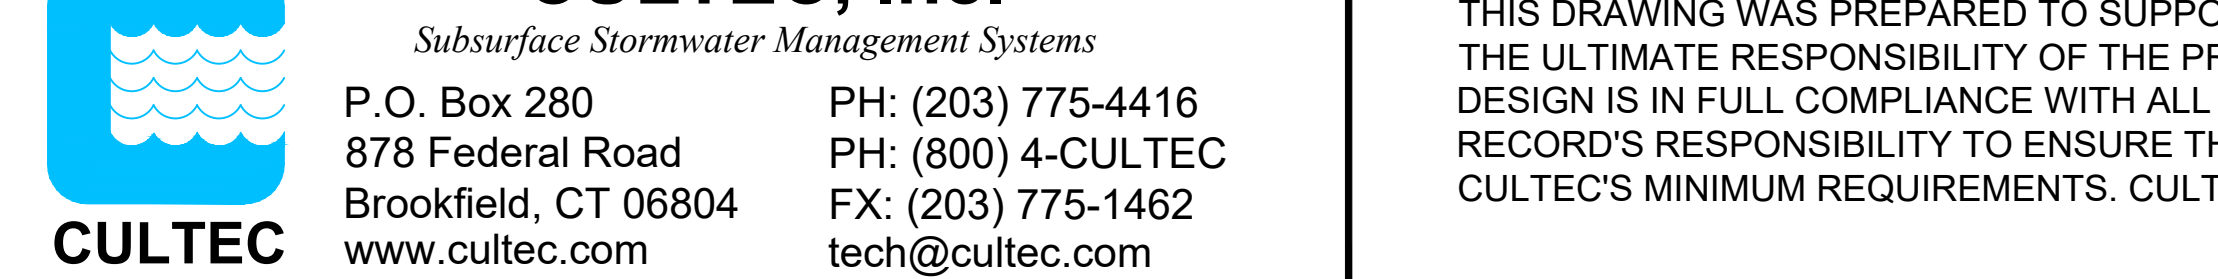 CULTEC, Inc.
Subsurface Stormwater Management Systems
P.O. Box 280
878 Federal Road
Brookfield, CT 06804
www.cultec.com
PH: (203) 775-4416
PH: (800) 4-CULTEC
FX: (203) 775-1462
tech@cultec.com
CULTEC
THIS DRAWING WAS PREPARED TO SUPPO
THE ULTIMATE RESPONSIBILITY OF THE PR
DESIGN IS IN FULL COMPLIANCE WITH ALL
RECORD'S RESPONSIBILITY TO ENSURE TH
CULTEC'S MINIMUM REQUIREMENTS. CULT